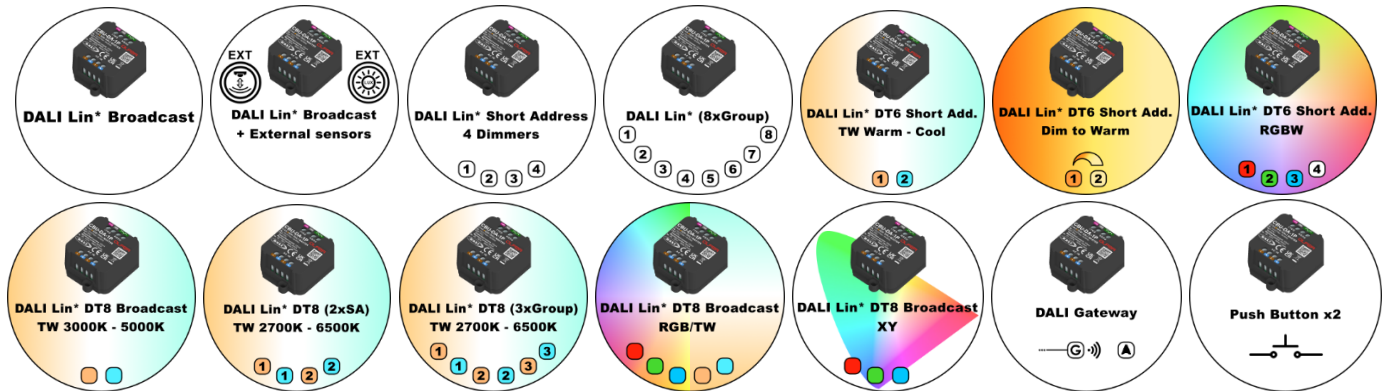 DALI Lin* Broadcast
EXT
EXT
LUX
DALI Lin* Broadcast
+ External sensors
DALI Lin* Short Address
4 Dimmers
1 2 3 4
DALI Lin* (8xGroup)
1 2 3 4 5 6 7 8
DALI Lin* DT6 Short Add.
TW Warm - Cool
1 2
DALI Lin* DT6 Short Add.
Dim to Warm
1 2
DALI Lin* DT6 Short Add.
RGBW
1 2 3 4
DALI Lin* DT8 Broadcast
TW 3000K - 5000K
DALI Lin* DT8 (2xSA)
TW 2700K - 6500K
1 1 2 2
DALI Lin* DT8 (3xGroup)
TW 2700K - 6500K
1 1 2 2 3 3
DALI Lin* DT8 Broadcast
RGB/TW
DALI Lin* DT8 Broadcast
XY
DALI Gateway
G
Push Button x2